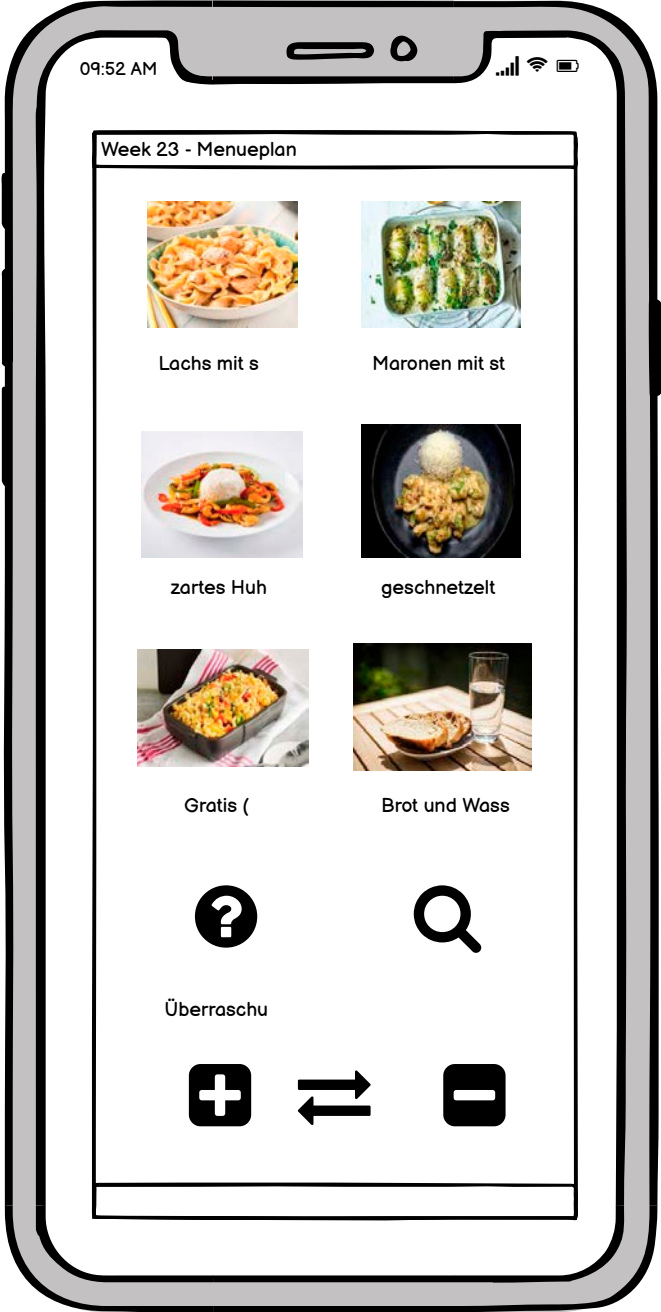 09:52 AM
Week 23 - Menueplan
Lachs mit s
Maronen mit st
zartes Huh
geschnetzelt
Gratis (
Brot und Wass
?
Überraschu